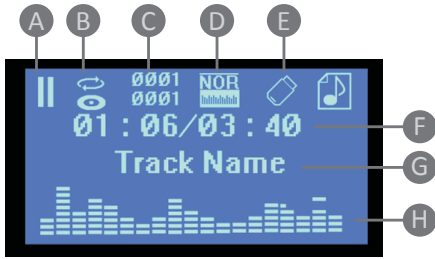 A B C D E
0001 NOR
0001
01 : 06/03 : 40 F
Track Name G
H